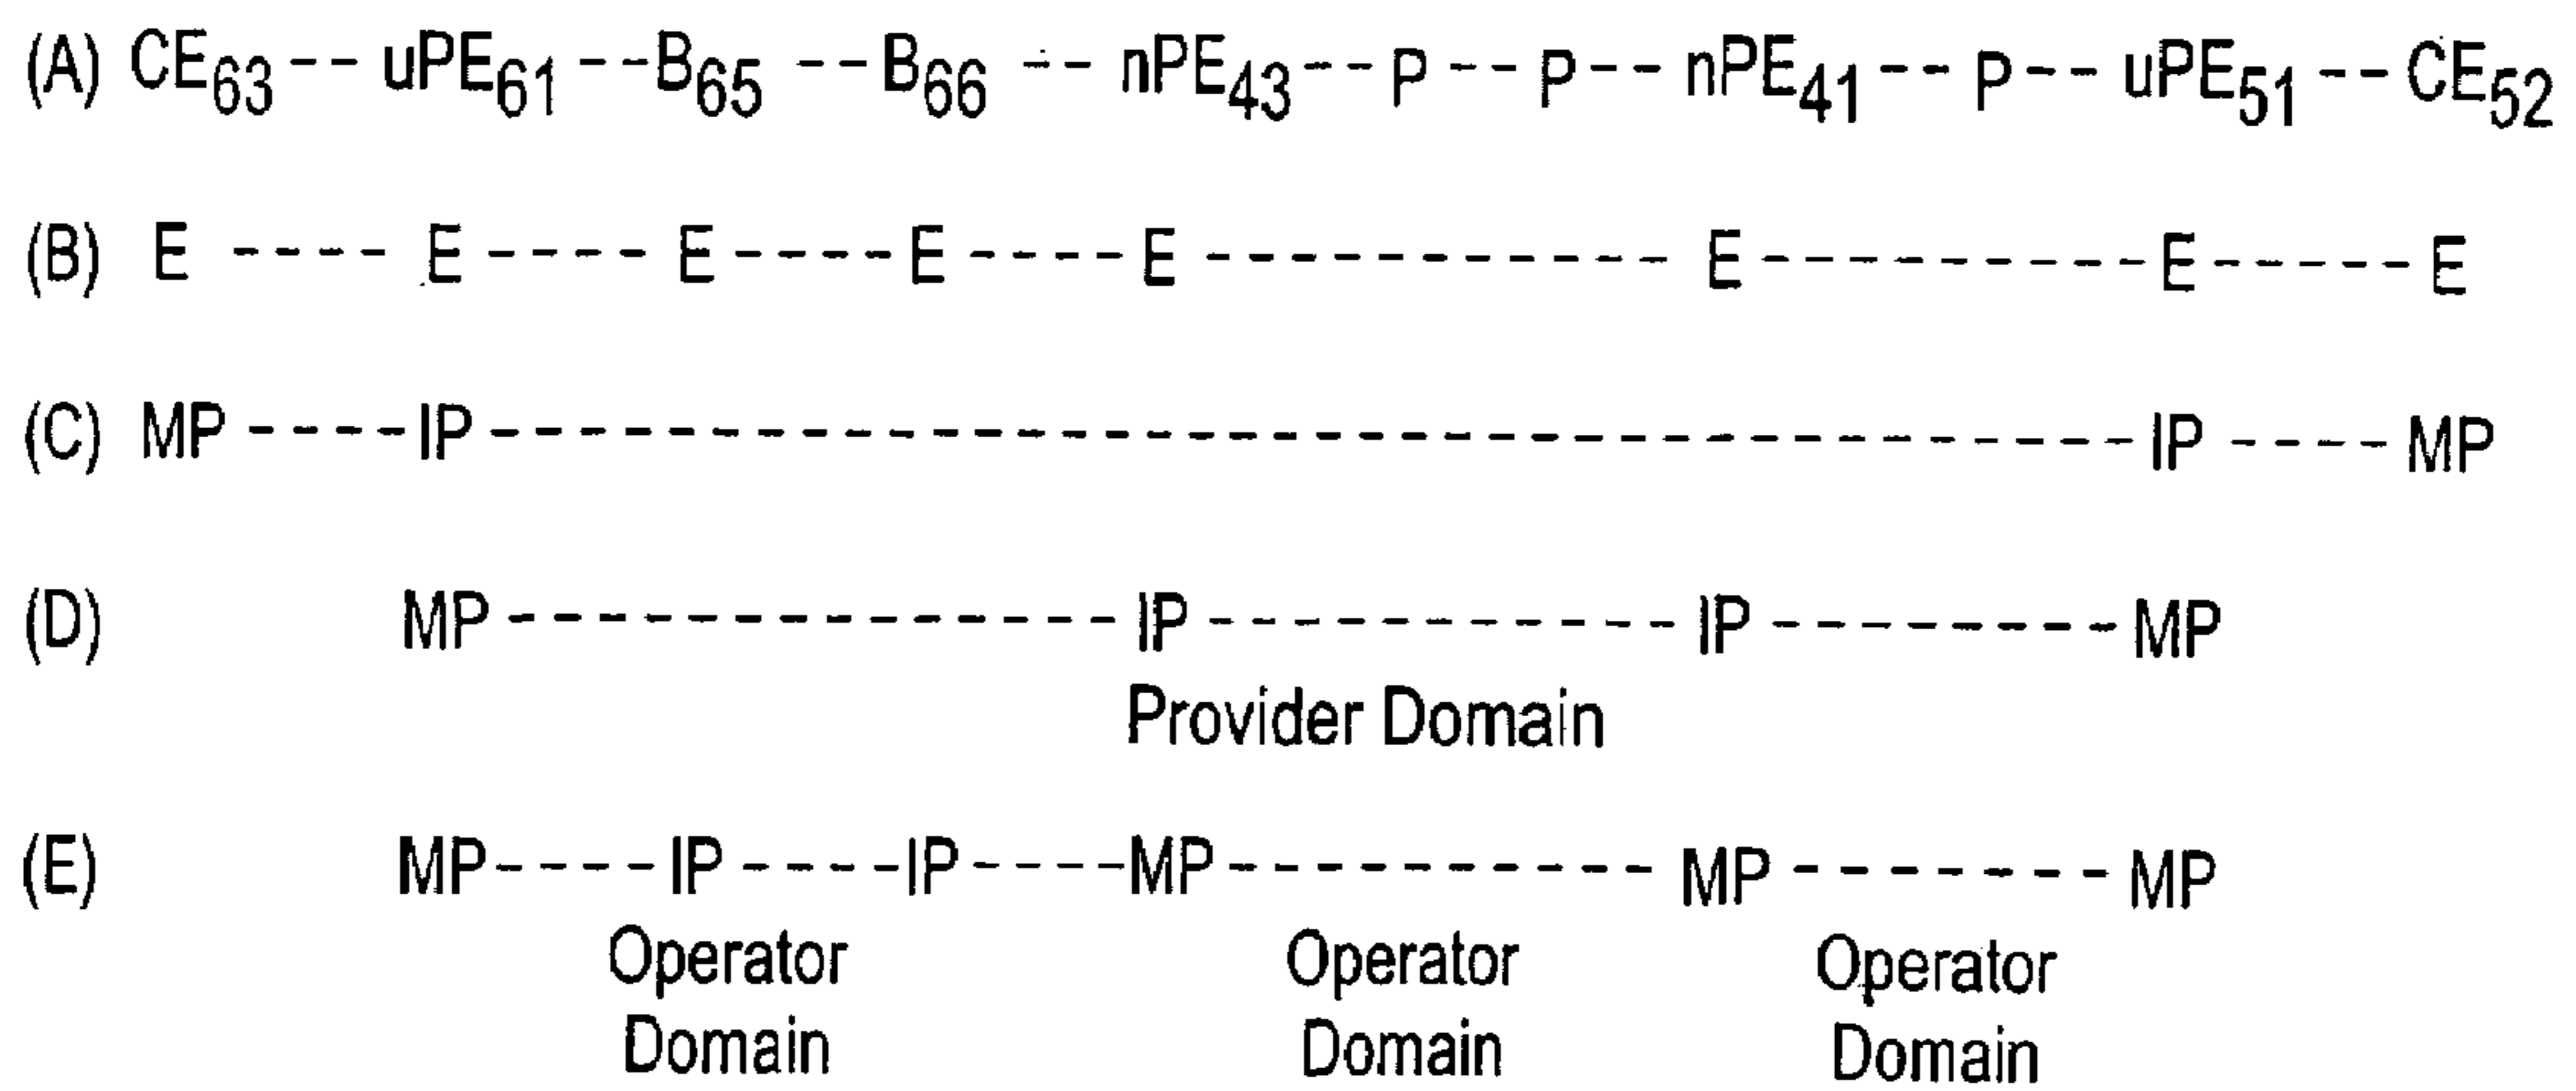 (A) CE63 -- uPE61 -- B65 -- B66 -- nPE43 -- P -- P -- nPE41 -- P -- uPE51 -- CE52
(B) E ---- E ---- E ---- E ---- E ------------- E ----------- E ------ E
(C) MP ---- IP ------------------------------ IP ---- MP
(D) MP -------------- IP ------------- IP --------- MP
Provider Domain
(E) MP ---- IP ---- IP ---- MP ----------- MP -------- MP
Operator Domain
Operator Domain
Operator Domain